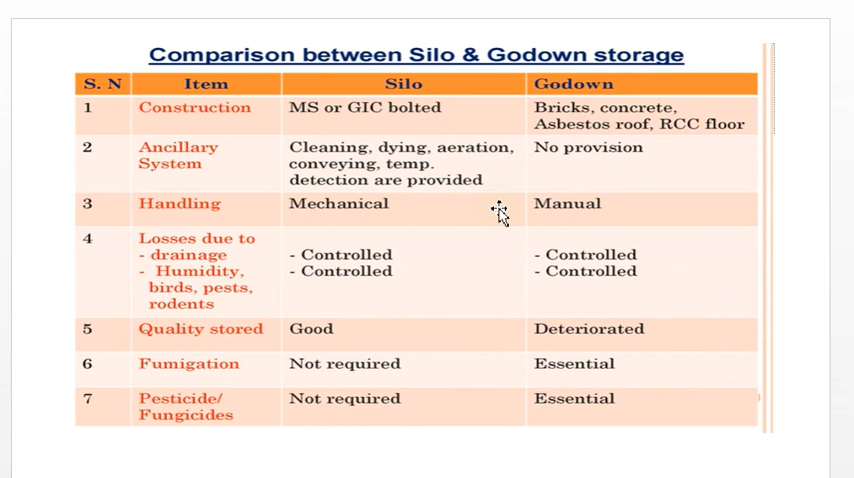 Comparison between Silo & Godown storage
S. N Item Silo Godown
1 Construction MS or GIC bolted Bricks, concrete,
Asbestos roof, RCC floor
2 Ancillary Cleaning, dying, aeration, No provision
System conveying, temp.
detection are provided
3 Handling Mechanical Manual
4 Losses due to
- drainage - Controlled - Controlled
- Humidity, - Controlled - Controlled
birds, pests,
rodents
5 Quality stored Good Deteriorated
6 Fumigation Not required Essential
7 Pesticide/ Not required Essential
Fungicides